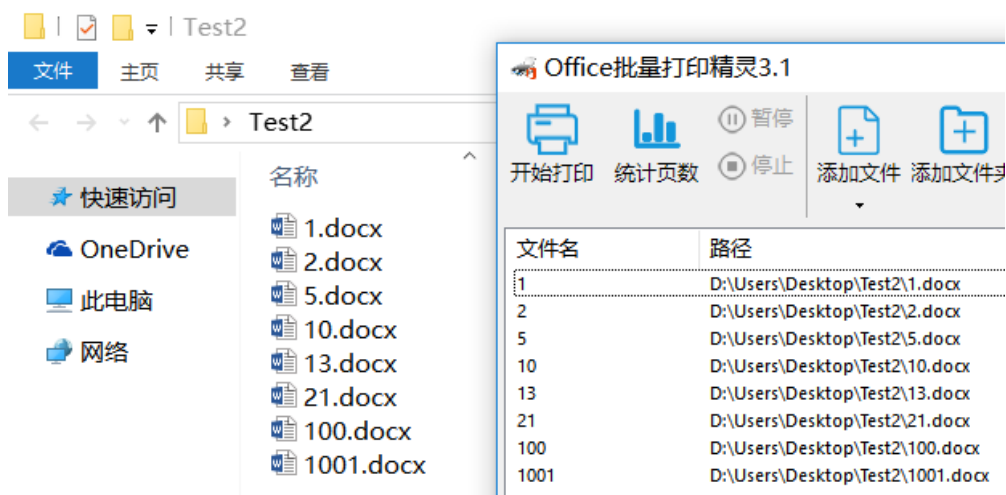 Test2
文件 主页 共享 查看
Test2
快速访问
OneDrive
此电脑
网络
名称
1.docx
2.docx
5.docx
10.docx
13.docx
21.docx
100.docx
1001.docx
Office批量打印精灵3.1
开始打印 统计页数 暂停 停止 添加文件 添加文件夹
文件名 路径
1 D:\Users\Desktop\Test2\1.docx
2 D:\Users\Desktop\Test2\2.docx
5 D:\Users\Desktop\Test2\5.docx
10 D:\Users\Desktop\Test2\10.docx
13 D:\Users\Desktop\Test2\13.docx
21 D:\Users\Desktop\Test2\21.docx
100 D:\Users\Desktop\Test2\100.docx
1001 D:\Users\Desktop\Test2\1001.docx